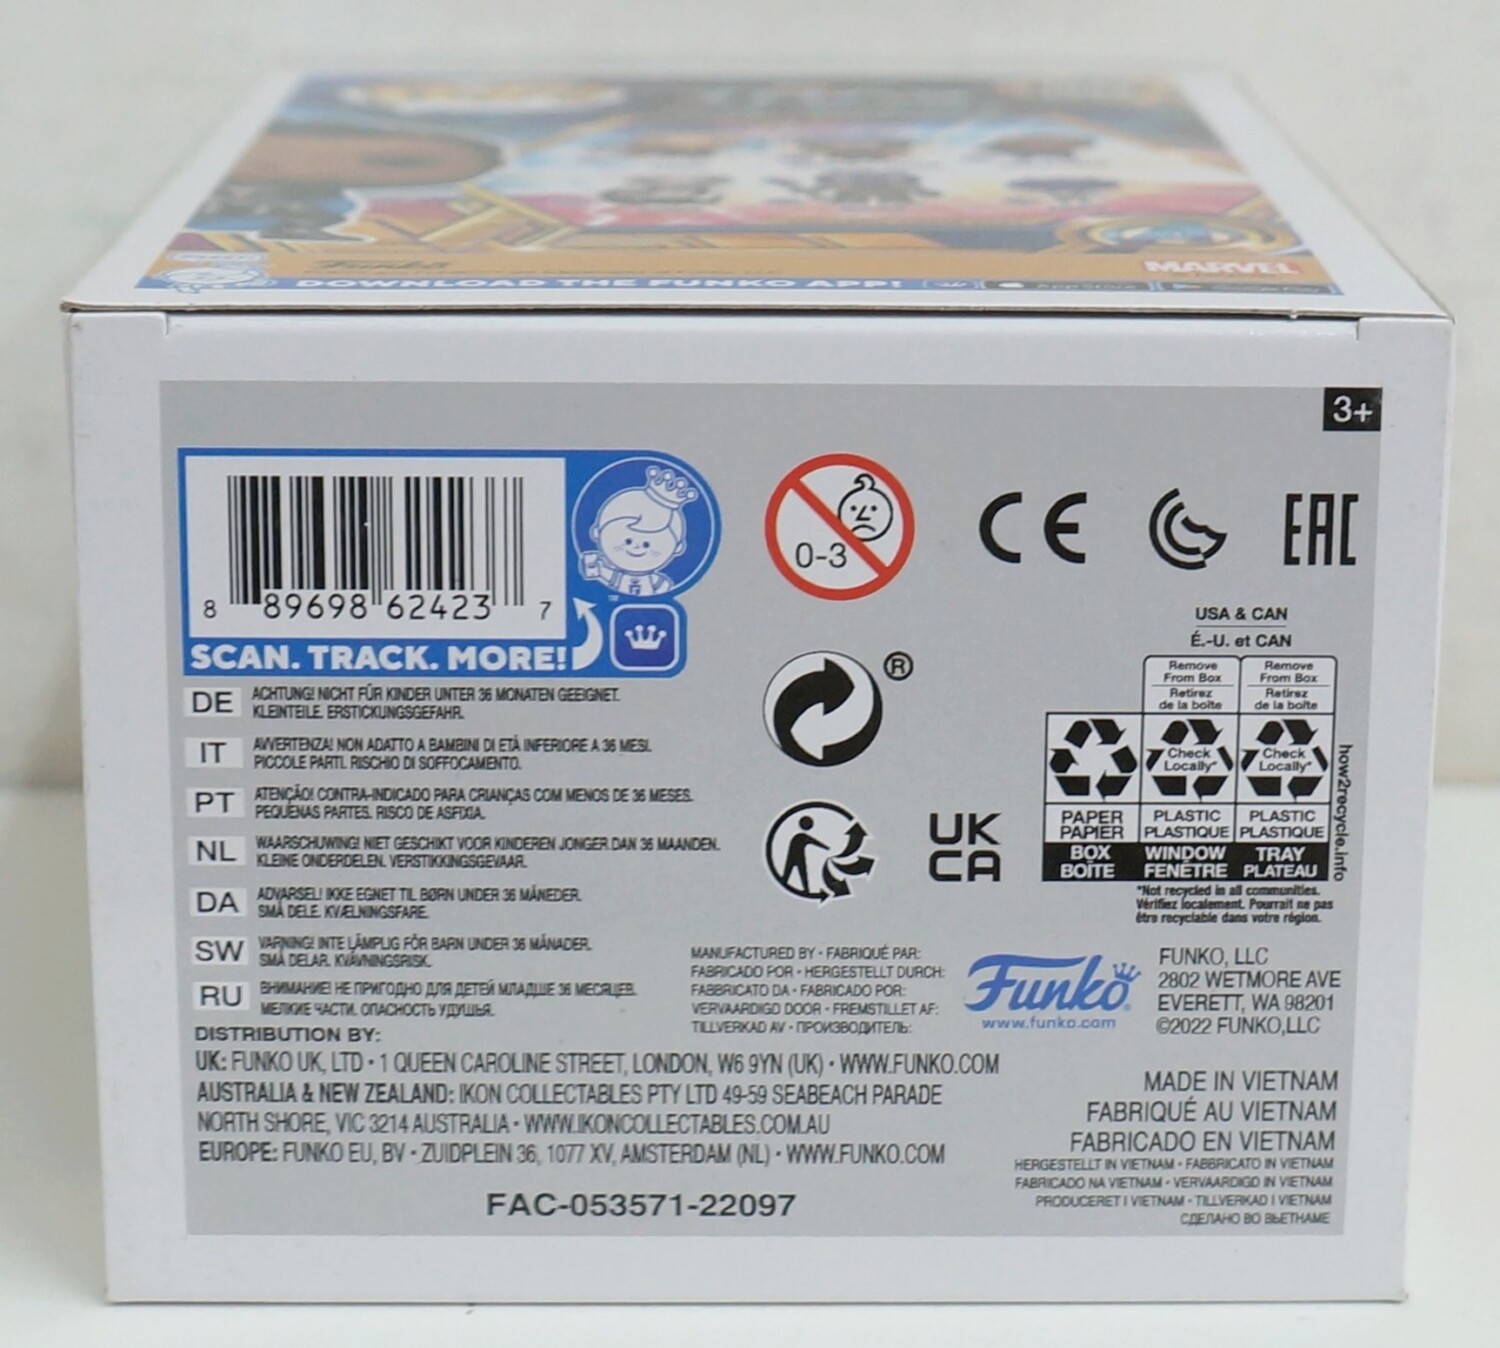 Funko
MARVEL
DOWNLOAD THE FUNKO APP!
3+
8 89698 62423 7
SCAN. TRACK. MORE!
TM
0-3
CE
EAC
®
UK
CA
USA & CAN
É.-U. et CAN
Remove
From Box
Retirez
de la boîte
Remove
From Box
Retirez
de la boîte
Check
Locally*
Check
Locally*
PAPER
PAPIER
PLASTIC
PLASTIQUE
PLASTIC
PLASTIQUE
BOX
BOÎTE
WINDOW
FENÊTRE
TRAY
PLATEAU
how2recycle.info
*Not recycled in all communities.
Vérifiez localement. Pourrait ne pas
être recyclable dans votre région.
DE ACHTUNG! NICHT FÜR KINDER UNTER 36 MONATEN GEEIGNET.
KLEINTEILE. ERSTICKUNGSGEFAHR.
IT AVVERTENZA! NON ADATTO A BAMBINI DI ETÀ INFERIORE A 36 MESI.
PICCOLE PARTI. RISCHIO DI SOFFOCAMENTO.
PT ATENÇÃO! CONTRA-INDICADO PARA CRIANÇAS COM MENOS DE 36 MESES.
PEQUENAS PARTES. RISCO DE ASFIXIA.
NL WAARSCHUWING! NIET GESCHIKT VOOR KINDEREN JONGER DAN 36 MAANDEN.
KLEINE ONDERDELEN. VERSTIKKINGSGEVAAR.
DA ADVARSEL! IKKE EGNET TIL BØRN UNDER 36 MÅNEDER.
SMÅ DELE. KVÆLNINGSFARE.
SW VARNING! INTE LÄMPLIG FÖR BARN UNDER 36 MÅNADER.
SMÅ DELAR. KVÄVNINGSRISK.
RU ВНИМАНИЕ! НЕ ПРИГОДНО ДЛЯ ДЕТЕЙ МЛАДШЕ 36 МЕСЯЦЕВ.
МЕЛКИЕ ЧАСТИ. ОПАСНОСТЬ УДУШЬЯ.
MANUFACTURED BY • FABRIQUÉ PAR:
FABRICADO POR • HERGESTELLT DURCH:
FABBRICATO DA • FABRICADO POR:
VERVAARDIGD DOOR • FREMSTILLET AF:
TILLVERKAD AV • ПРОИЗВОДИТЕЛЬ:
Funko®
www.funko.com
FUNKO, LLC
2802 WETMORE AVE
EVERETT, WA 98201
©2022 FUNKO,LLC
DISTRIBUTION BY:
UK: FUNKO UK, LTD • 1 QUEEN CAROLINE STREET, LONDON, W6 9YN (UK) • WWW.FUNKO.COM
AUSTRALIA & NEW ZEALAND: IKON COLLECTABLES PTY LTD 49-59 SEABEACH PARADE
NORTH SHORE, VIC 3214 AUSTRALIA • WWW.IKONCOLLECTABLES.COM.AU
EUROPE: FUNKO EU, BV • ZUIDPLEIN 36, 1077 XV, AMSTERDAM (NL) • WWW.FUNKO.COM
MADE IN VIETNAM
FABRIQUÉ AU VIETNAM
FABRICADO EN VIETNAM
HERGESTELLT IN VIETNAM • FABBRICATO IN VIETNAM
FABRICADO NA VIETNAM • VERVAARDIGD IN VIETNAM
PRODUCERET I VIETNAM • TILLVERKAD I VIETNAM
СДЕЛАНО ВО ВЬЕТНАМЕ
FAC-053571-22097